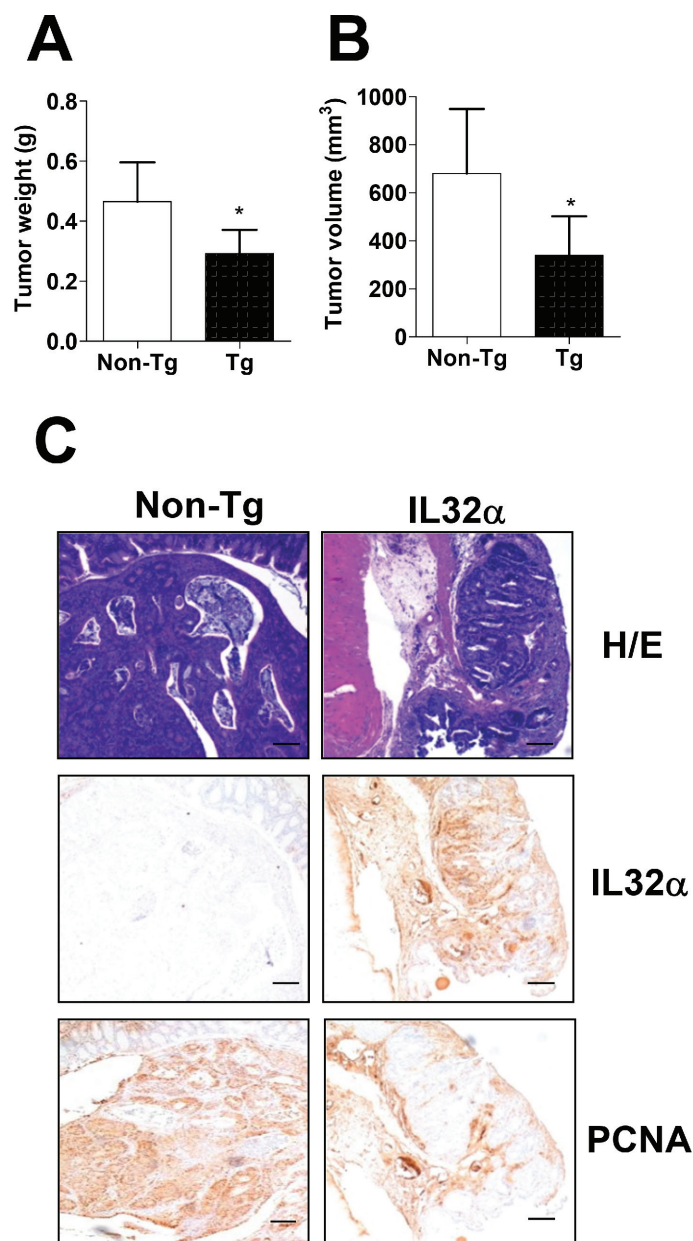 A
B
Tumor weight (g)
0.8
0.6
0.4
0.2
0.0
*
Non-Tg
Tg
Tumor volume (mm³)
1000
800
600
400
200
0
*
Non-Tg
Tg
C
Non-Tg
IL32α
H/E
IL32α
PCNA